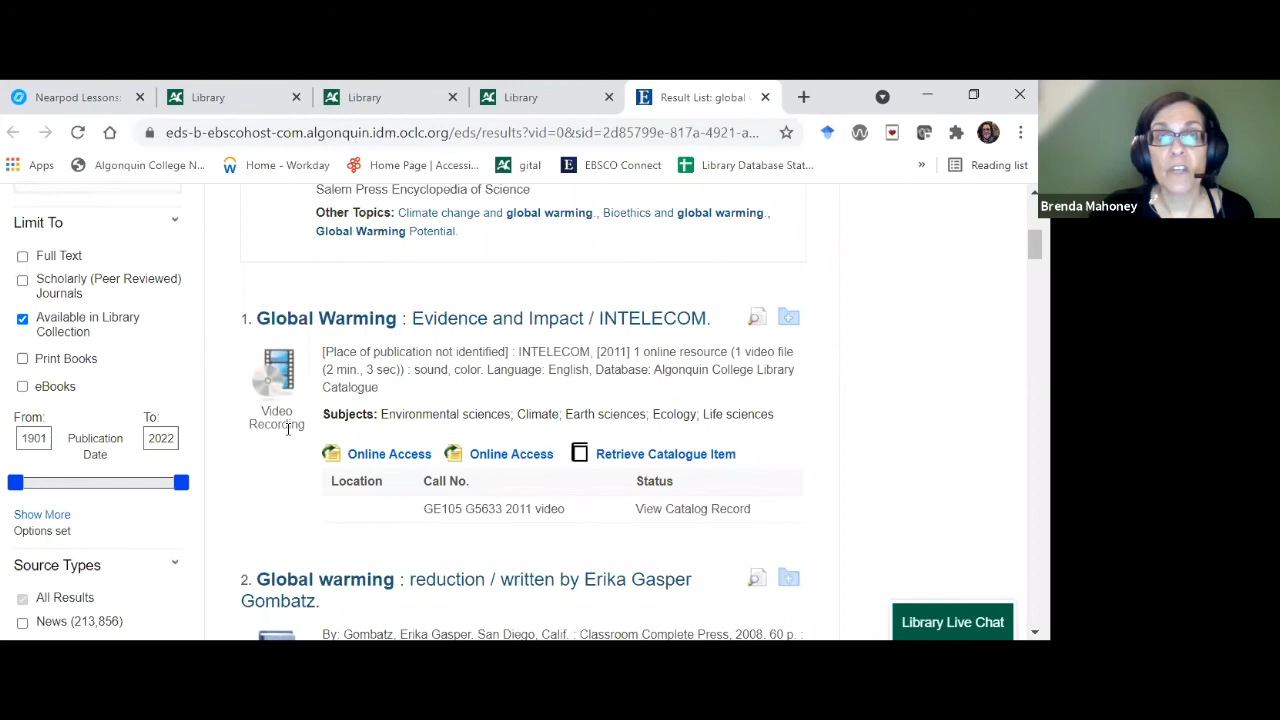 Nearpod Lessons:
Library
Library
Library
Result List: global
eds-b-ebscohost-com.algonquin.idm.oclc.org/eds/results?vid=0&sid=2d85799e-817a-4921-a...
Apps
Algonquin College N...
Home - Workday
Home Page | Accessi...
gital
EBSCO Connect
Library Database Stat...
»
Reading list
Brenda Mahoney
Limit To
Full Text
Scholarly (Peer Reviewed)
Journals
Available in Library
Collection
Print Books
eBooks
From:
To:
1901
Publication
Date
2022
Show More
Options set
Source Types
All Results
News (213,856)
Salem Press Encyclopedia of Science
Other Topics: Climate change and global warming., Bioethics and global warming.,
Global Warming Potential.
1. Global Warming : Evidence and Impact / INTELECOM.
Video
Recording
[Place of publication not identified] : INTELECOM, [2011] 1 online resource (1 video file
(2 min., 3 sec)) : sound, color. Language: English, Database: Algonquin College Library
Catalogue
Subjects: Environmental sciences; Climate; Earth sciences; Ecology; Life sciences
Online Access Online Access Retrieve Catalogue Item
Location Call No. Status
GE105 G5633 2011 video View Catalog Record
2. Global warming : reduction / written by Erika Gasper
Gombatz.
By: Gombatz, Erika Gasper. San Diego, Calif. : Classroom Complete Press, 2008. 60 p. :
Library Live Chat